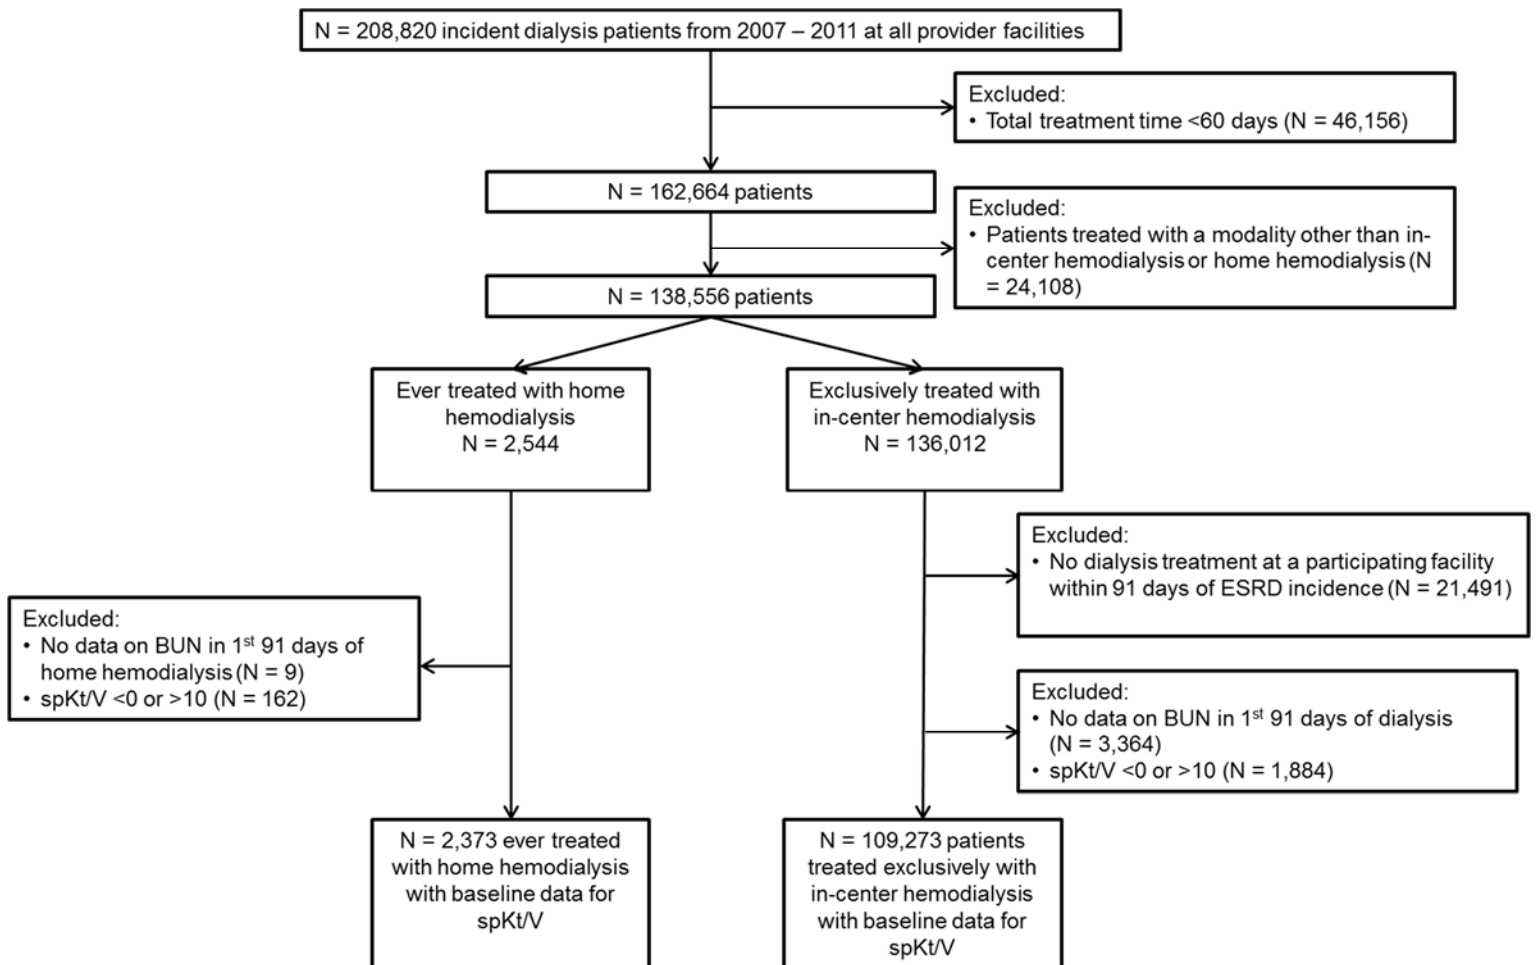 N = 208,820 incident dialysis patients from 2007 – 2011 at all provider facilities
Excluded:
• Total treatment time <60 days (N = 46,156)
N = 162,664 patients
Excluded:
• Patients treated with a modality other than in-
center hemodialysis or home hemodialysis (N
= 24,108)
N = 138,556 patients
Ever treated with home
hemodialysis
N = 2,544
Exclusively treated with
in-center hemodialysis
N = 136,012
Excluded:
• No dialysis treatment at a participating facility
within 91 days of ESRD incidence (N = 21,491)
Excluded:
• No data on BUN in 1st 91 days of
home hemodialysis (N = 9)
• spKt/V <0 or >10 (N = 162)
Excluded:
• No data on BUN in 1st 91 days of dialysis
(N = 3,364)
• spKt/V <0 or >10 (N = 1,884)
N = 2,373 ever treated
with home hemodialysis
with baseline data for
spKt/V
N = 109,273 patients
treated exclusively with
in-center hemodialysis
with baseline data for
spKt/V